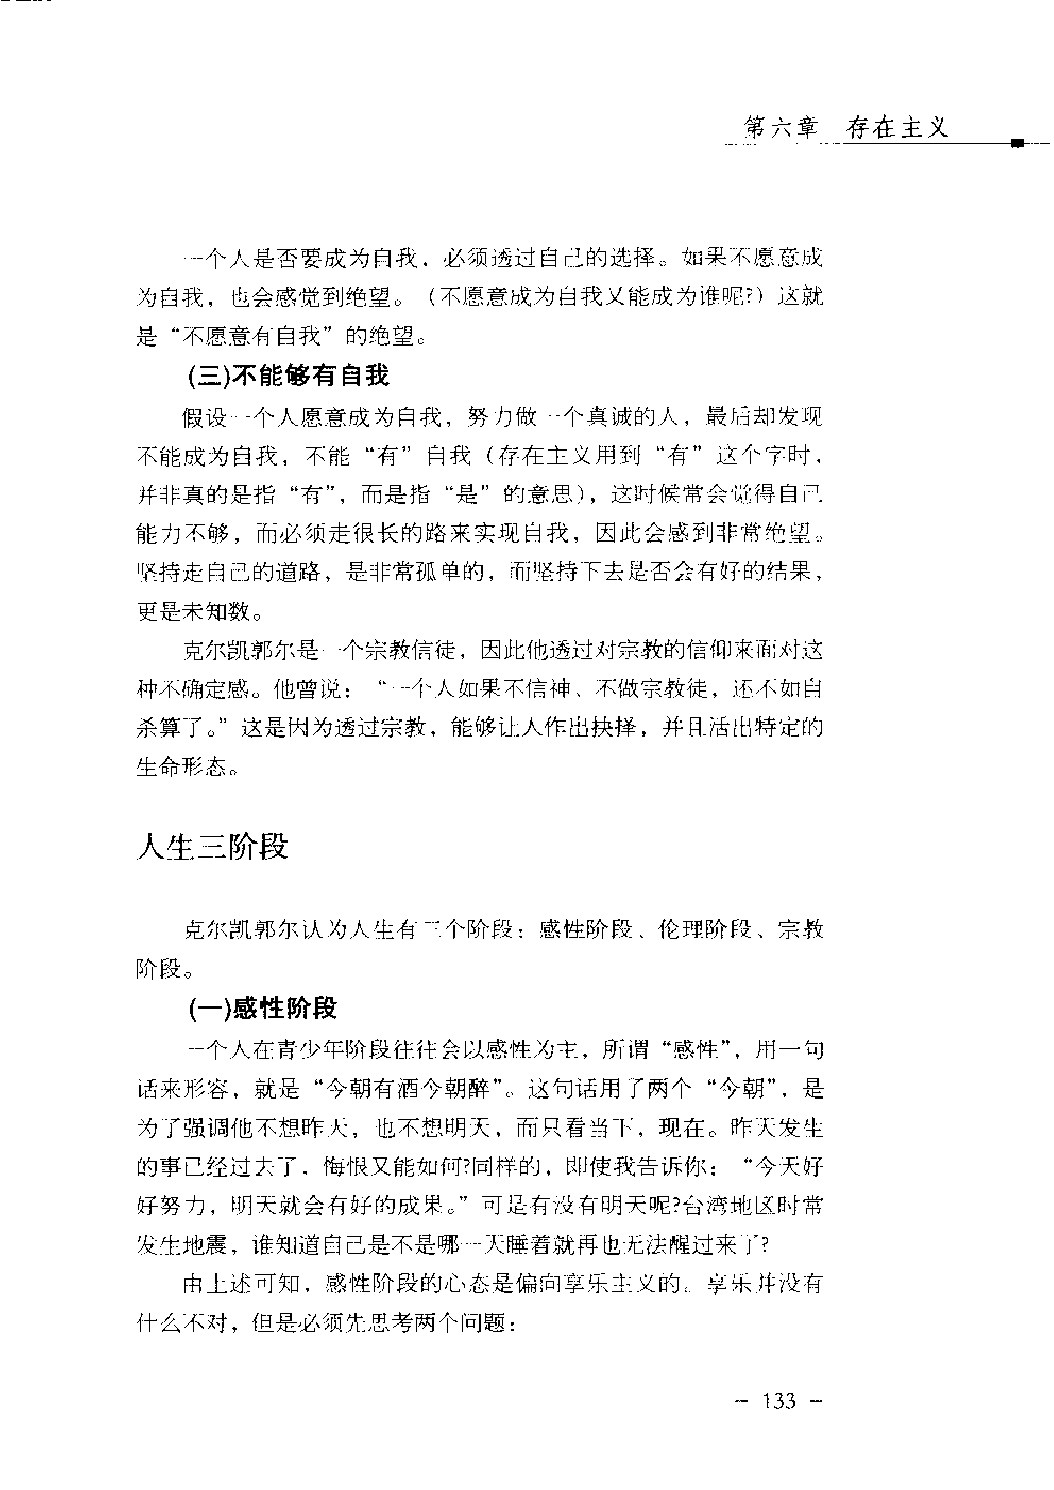 第六章 存在主义
一个人是否要成为自我，必须透过自己的选择。如果不愿意成
为自我，也会感觉到绝望。（不愿意成为自我又能成为谁呢?）这就
是“不愿意有自我”的绝望。
(三)不能够有自我
假设一个人愿意成为自我，努力做一个真诚的人，最后却发现
不能成为自我，不能“有”自我（存在主义用到“有”这个字时，
并非真的是指“有”，而是指“是”的意思），这时候常会觉得自己
能力不够，而必须走很长的路来实现自我，因此会感到非常绝望。
坚持走自己的道路，是非常孤单的，而坚持下去是否会有好的结果，
更是未知数。
克尔凯郭尔是一个宗教信徒，因此他透过对宗教的信仰来面对这
种不确定感。他曾说：“一个人如果不信神、不做宗教徒，还不如自
杀算了。”这是因为透过宗教，能够让人作出抉择，并且活出特定的
生命形态。
人生三阶段
克尔凯郭尔认为人生有三个阶段：感性阶段、伦理阶段、宗教
阶段。
(一)感性阶段
一个人在青少年阶段往往会以感性为主，所谓“感性”，用一句
话来形容，就是“今朝有酒今朝醉”。这句话用了两个“今朝”，是
为了强调他不想昨天，也不想明天，而只看当下，现在。昨天发生
的事已经过去了，悔恨又能如何?同样的，即使我告诉你：“今天好
好努力，明天就会有好的成果。”可是有没有明天呢?台湾地区时常
发生地震，谁知道自己是不是哪一天睡着就再也无法醒过来了?
由上述可知，感性阶段的心态是偏向享乐主义的。享乐并没有
什么不对，但是必须先思考两个问题：
- 133 -